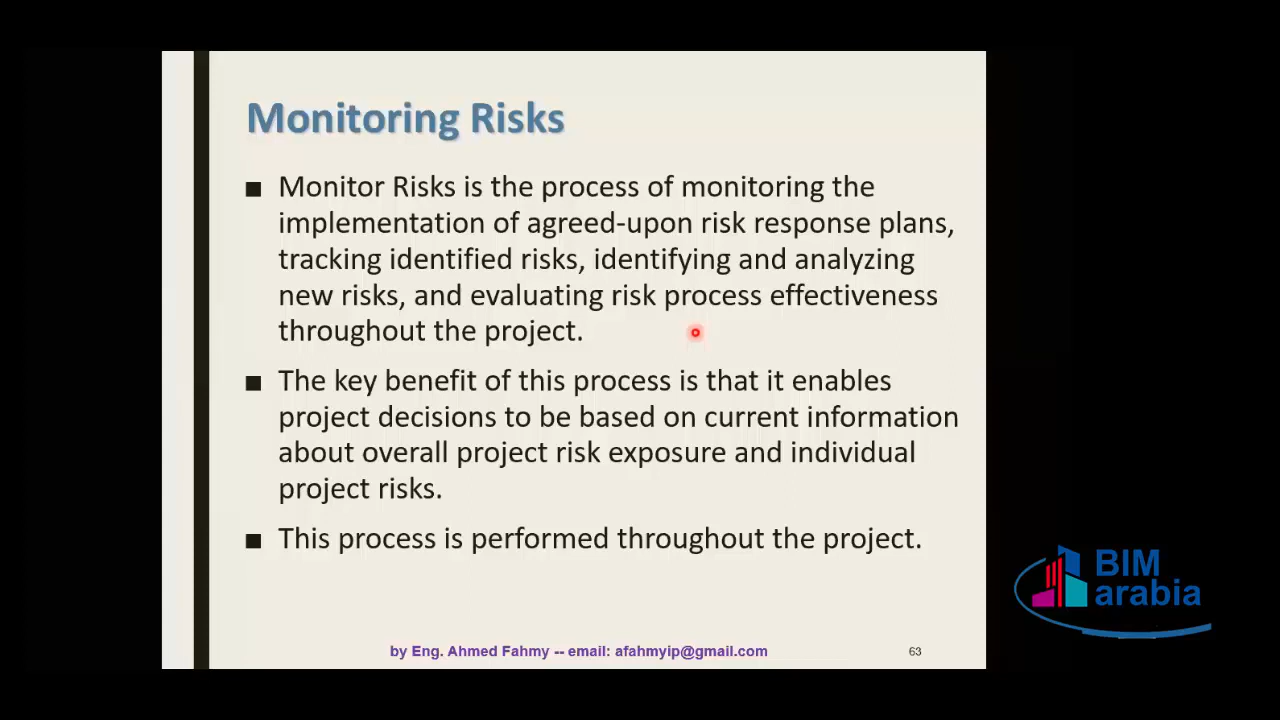 Monitoring Risks
■ Monitor Risks is the process of monitoring the
implementation of agreed-upon risk response plans,
tracking identified risks, identifying and analyzing
new risks, and evaluating risk process effectiveness
throughout the project.
■ The key benefit of this process is that it enables
project decisions to be based on current information
about overall project risk exposure and individual
project risks.
■ This process is performed throughout the project.
by Eng. Ahmed Fahmy -- email: afahmyip@gmail.com
63
BIM
arabia